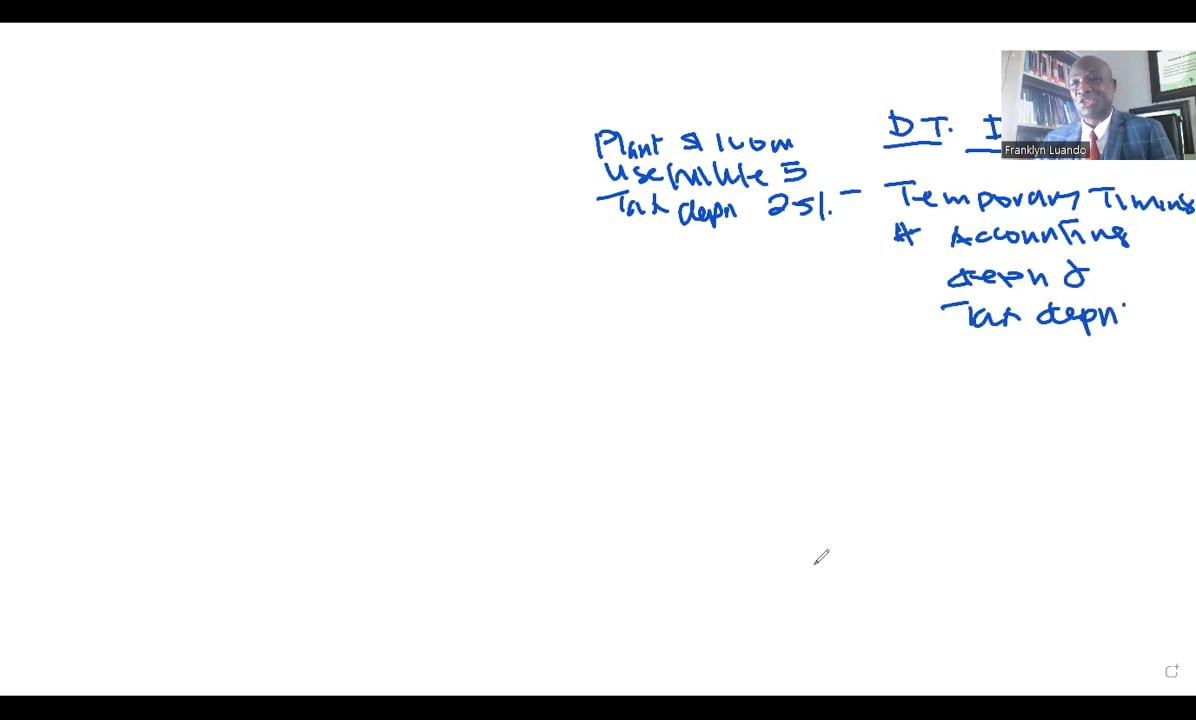 Plant $100m
Useful life 5
Tax depn 25%
DT.
- Temporary Timing
* Accounting
depn &
Tax depn.
Franklyn Luando